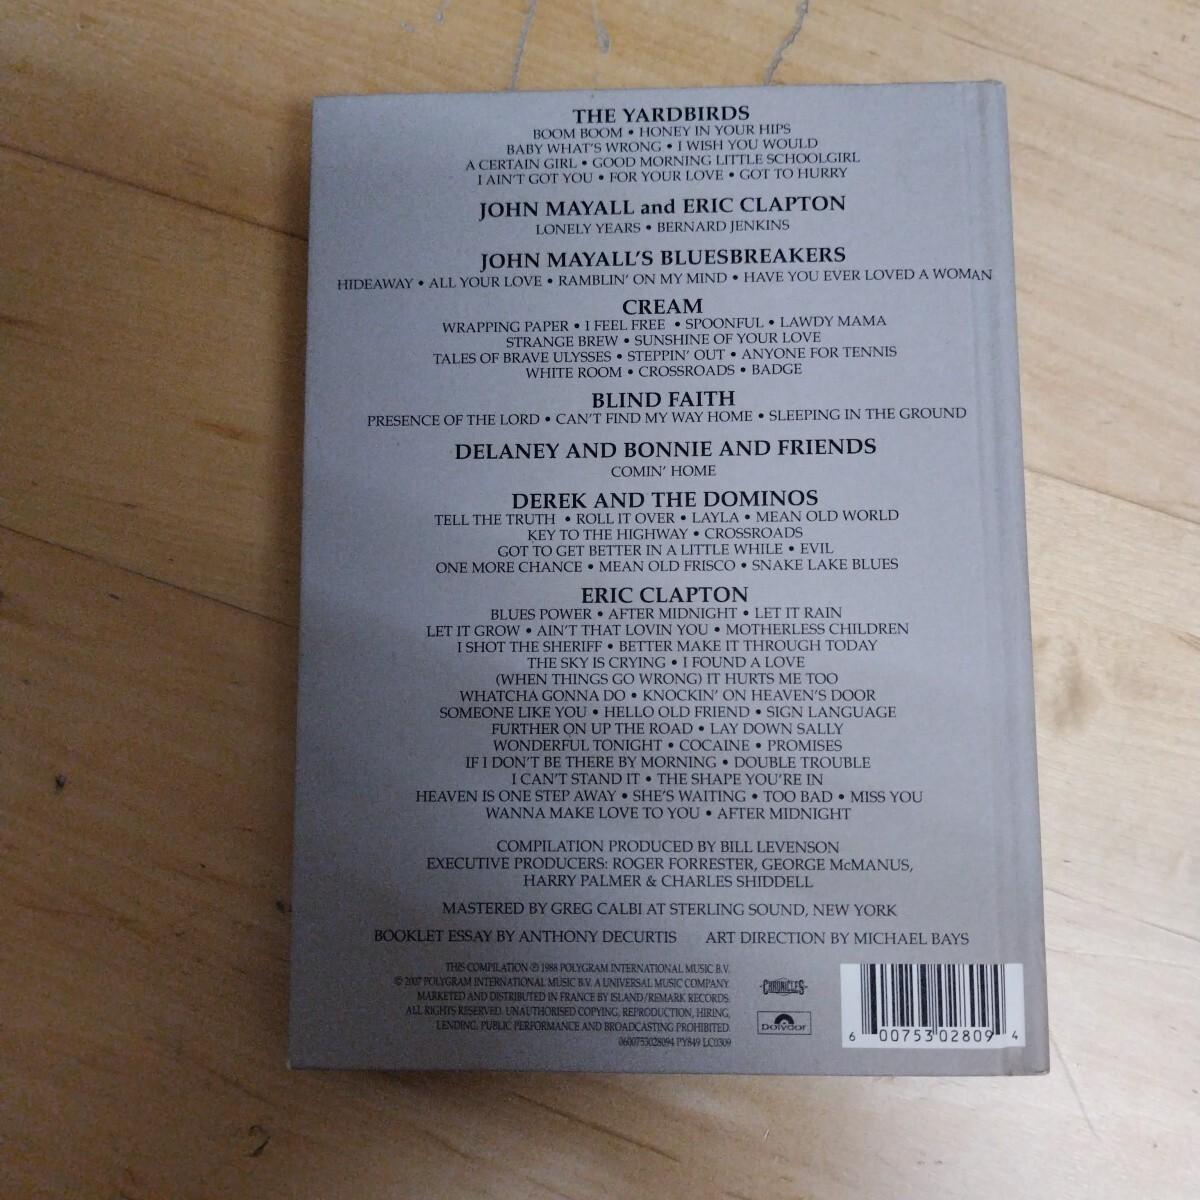 THE YARDBIRDS
BOOM BOOM • HONEY IN YOUR HIPS
BABY WHAT'S WRONG • I WISH YOU WOULD
A CERTAIN GIRL • GOOD MORNING LITTLE SCHOOLGIRL
I AIN'T GOT YOU • FOR YOUR LOVE • GOT TO HURRY
JOHN MAYALL and ERIC CLAPTON
LONELY YEARS • BERNARD JENKINS
JOHN MAYALL'S BLUESBREAKERS
HIDEAWAY • ALL YOUR LOVE • RAMBLIN' ON MY MIND • HAVE YOU EVER LOVED A WOMAN
CREAM
WRAPPING PAPER • I FEEL FREE • SPOONFUL • LAWDY MAMA
STRANGE BREW • SUNSHINE OF YOUR LOVE
TALES OF BRAVE ULYSSES • STEPPIN' OUT • ANYONE FOR TENNIS
WHITE ROOM • CROSSROADS • BADGE
BLIND FAITH
PRESENCE OF THE LORD • CAN'T FIND MY WAY HOME • SLEEPING IN THE GROUND
DELANEY AND BONNIE AND FRIENDS
COMIN' HOME
DEREK AND THE DOMINOS
TELL THE TRUTH • ROLL IT OVER • LAYLA • MEAN OLD WORLD
KEY TO THE HIGHWAY • CROSSROADS
GOT TO GET BETTER IN A LITTLE WHILE • EVIL
ONE MORE CHANCE • MEAN OLD FRISCO • SNAKE LAKE BLUES
ERIC CLAPTON
BLUES POWER • AFTER MIDNIGHT • LET IT RAIN
LET IT GROW • AIN'T THAT LOVIN YOU • MOTHERLESS CHILDREN
I SHOT THE SHERIFF • BETTER MAKE IT THROUGH TODAY
THE SKY IS CRYING • I FOUND A LOVE
(WHEN THINGS GO WRONG) IT HURTS ME TOO
WHATCHA GONNA DO • KNOCKIN' ON HEAVEN'S DOOR
SOMEONE LIKE YOU • HELLO OLD FRIEND • SIGN LANGUAGE
FURTHER ON UP THE ROAD • LAY DOWN SALLY
WONDERFUL TONIGHT • COCAINE • PROMISES
IF I DON'T BE THERE BY MORNING • DOUBLE TROUBLE
I CAN'T STAND IT • THE SHAPE YOU'RE IN
HEAVEN IS ONE STEP AWAY • SHE'S WAITING • TOO BAD • MISS YOU
WANNA MAKE LOVE TO YOU • AFTER MIDNIGHT
COMPILATION PRODUCED BY BILL LEVENSON
EXECUTIVE PRODUCERS: ROGER FORRESTER, GEORGE McMANUS,
HARRY PALMER & CHARLES SHIDDELL
MASTERED BY GREG CALBI AT STERLING SOUND, NEW YORK
BOOKLET ESSAY BY ANTHONY DECURTIS ART DIRECTION BY MICHAEL BAYS
THIS COMPILATION ℗ 1988 POLYGRAM INTERNATIONAL MUSIC B.V.
© 2007 POLYGRAM INTERNATIONAL MUSIC B.V. A UNIVERSAL MUSIC COMPANY.
MARKETED AND DISTRIBUTED IN FRANCE BY ISLAND/REMARK RECORDS.
ALL RIGHTS RESERVED. UNAUTHORISED COPYING, REPRODUCTION, HIRING,
LENDING, PUBLIC PERFORMANCE AND BROADCASTING PROHIBITED.
0600753028094 PY849 LC0309
CHRONICLES
polydor
6 00753 02809 4